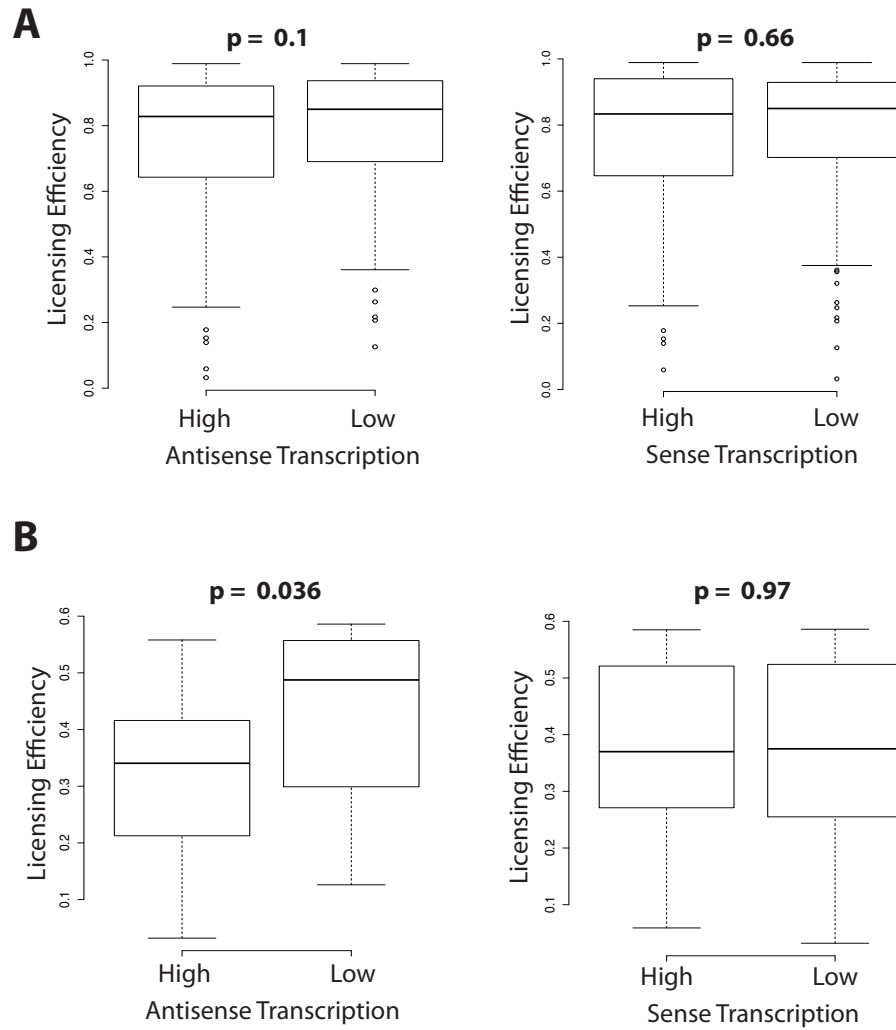 A
p = 0.1
Licensing Efficiency
1.0
0.8
0.6
0.4
0.2
0.0
High Low
Antisense Transcription
p = 0.66
Licensing Efficiency
1.0
0.8
0.6
0.4
0.2
0.0
High Low
Sense Transcription
B
p = 0.036
Licensing Efficiency
0.6
0.5
0.4
0.3
0.2
0.1
High Low
Antisense Transcription
p = 0.97
Licensing Efficiency
0.6
0.5
0.4
0.3
0.2
0.1
High Low
Sense Transcription